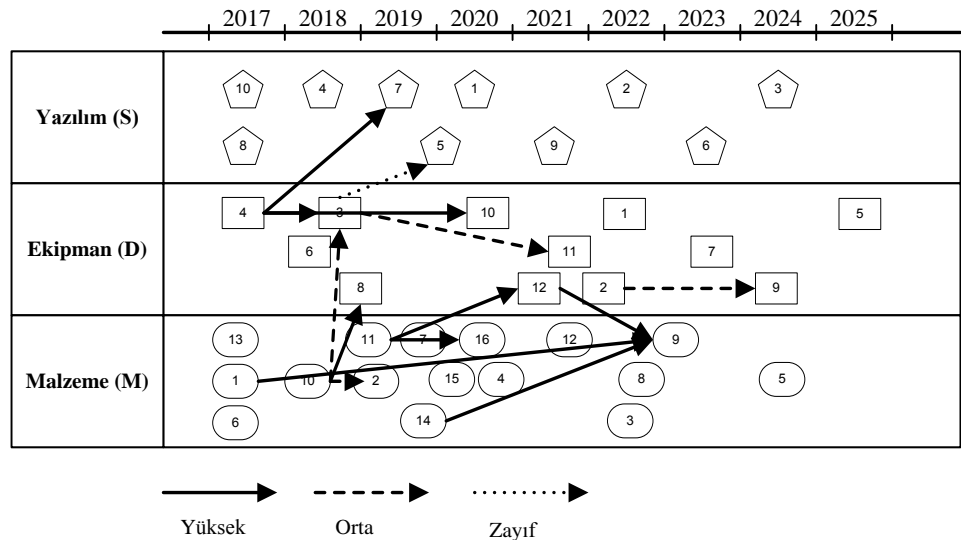 2017 2018 2019 2020 2021 2022 2023 2024 2025
10 4 7 1 2 3
Yazılım (S)
8 5 9 6
4 3 10 1 5
Ekipman (D)
6 11 7
8 12 2 9
13 11 7 16 12 9
Malzeme (M)
1 10 2 15 4 8 5
6 14 3
Yüksek Orta Zayıf